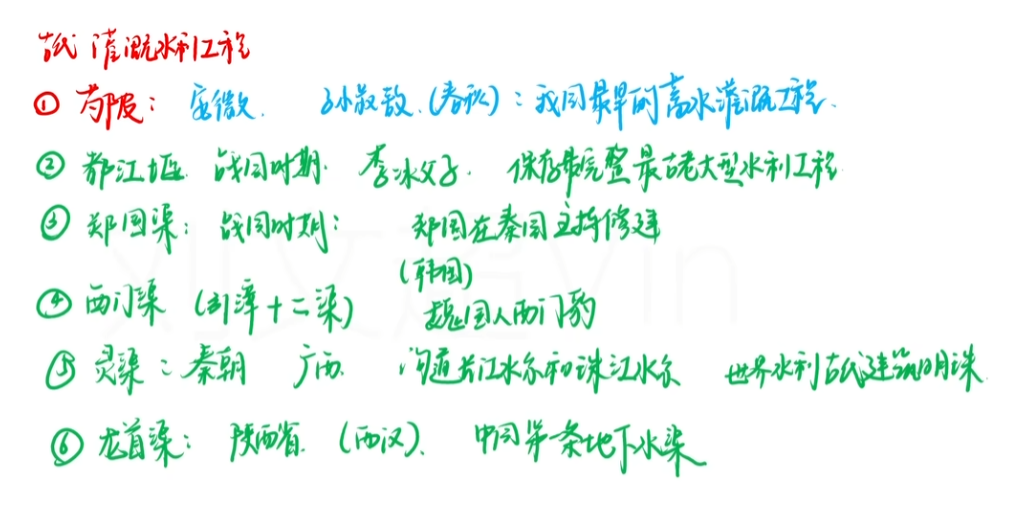 古代灌溉水利工程
① 芍陂： 安徽. 孙叔敖.(春秋)：我国最早的蓄水灌溉工程.
② 都江堰. 战国时期. 李冰父子. 保存最完整最古老大型水利工程
③ 郑国渠： 战国时期： 郑国在秦国主持修建
(韩国)
④ 西门渠 (引漳十二渠) 魏国人西门豹
⑤ 灵渠：秦朝 广西. 沟通长江水系和珠江水系 世界水利古代建筑明珠.
⑥ 龙首渠： 陕西省. (西汉). 中国第一条地下水渠